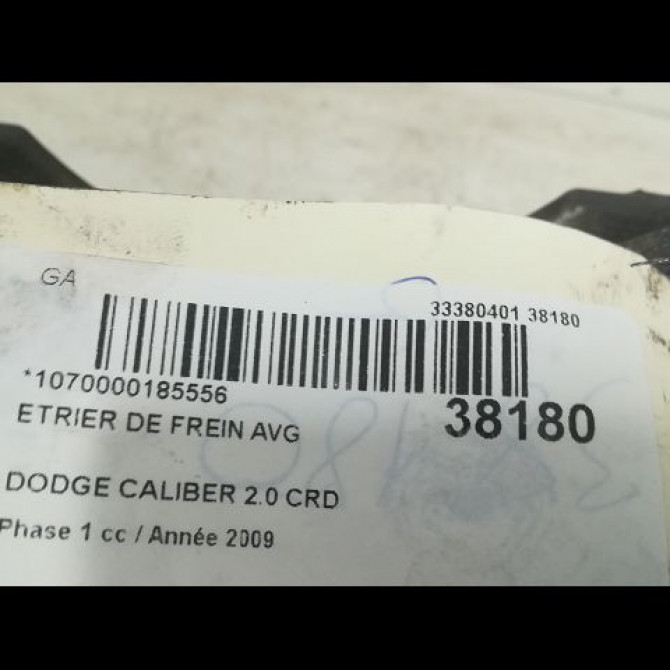 GA
33380401 38180
*1070000185556
38180
ETRIER DE FREIN AVG
DODGE CALIBER 2.0 CRD
Phase 1 cc / Année 2009